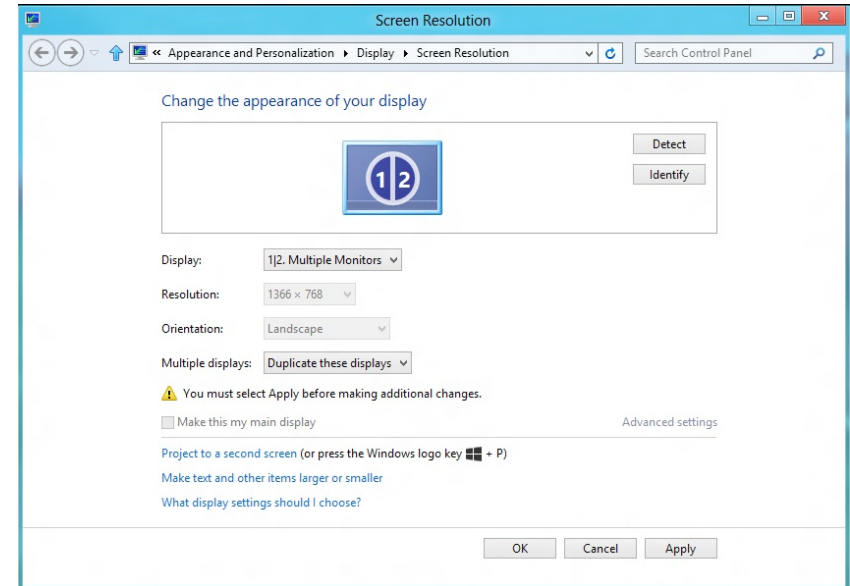 Screen Resolution
« Appearance and Personalization Display Screen Resolution
Search Control Panel
Change the appearance of your display
1|2
Detect
Identify
Display: 1|2. Multiple Monitors
Resolution: 1366 × 768
Orientation: Landscape
Multiple displays: Duplicate these displays
You must select Apply before making additional changes.
Make this my main display Advanced settings
Project to a second screen (or press the Windows logo key + P)
Make text and other items larger or smaller
What display settings should I choose?
OK Cancel Apply